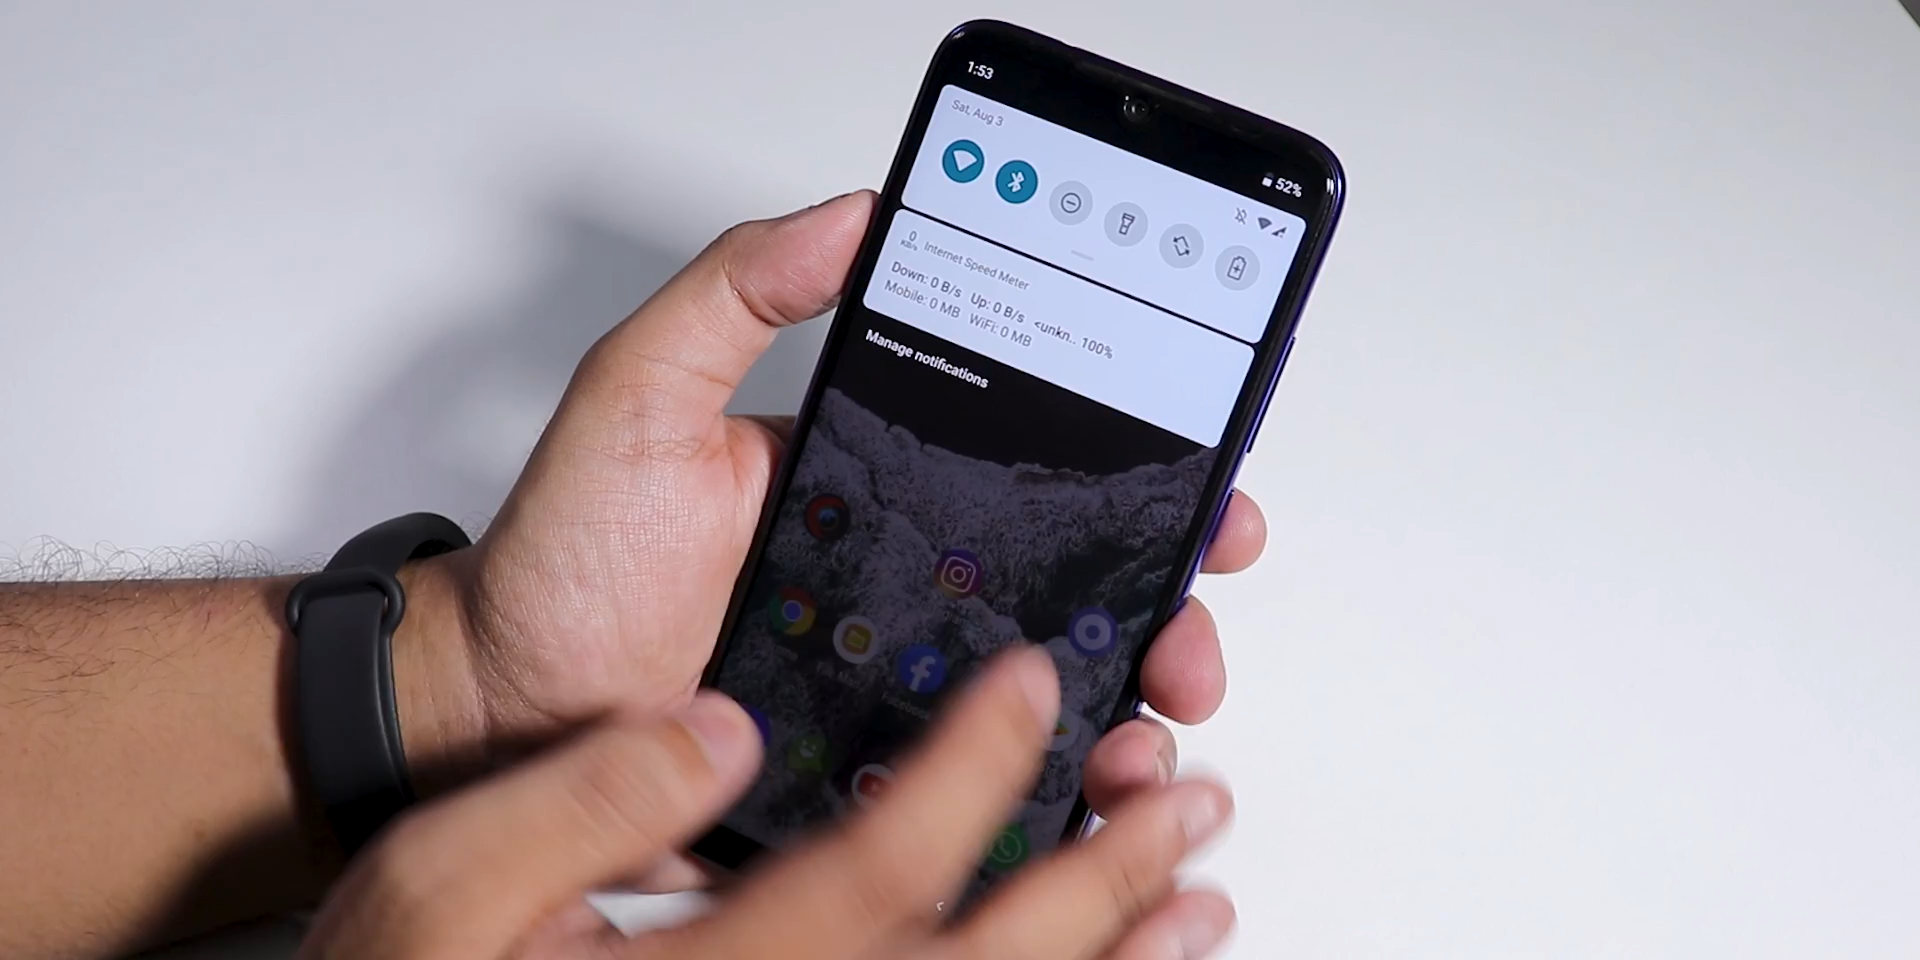 1:53
52%
Sat, Aug 3
0
KB/s
Internet Speed Meter
Down: 0 B/s Up: 0 B/s <unkn.. 100%
Mobile: 0 MB WiFi: 0 MB
Manage notifications
Facebook